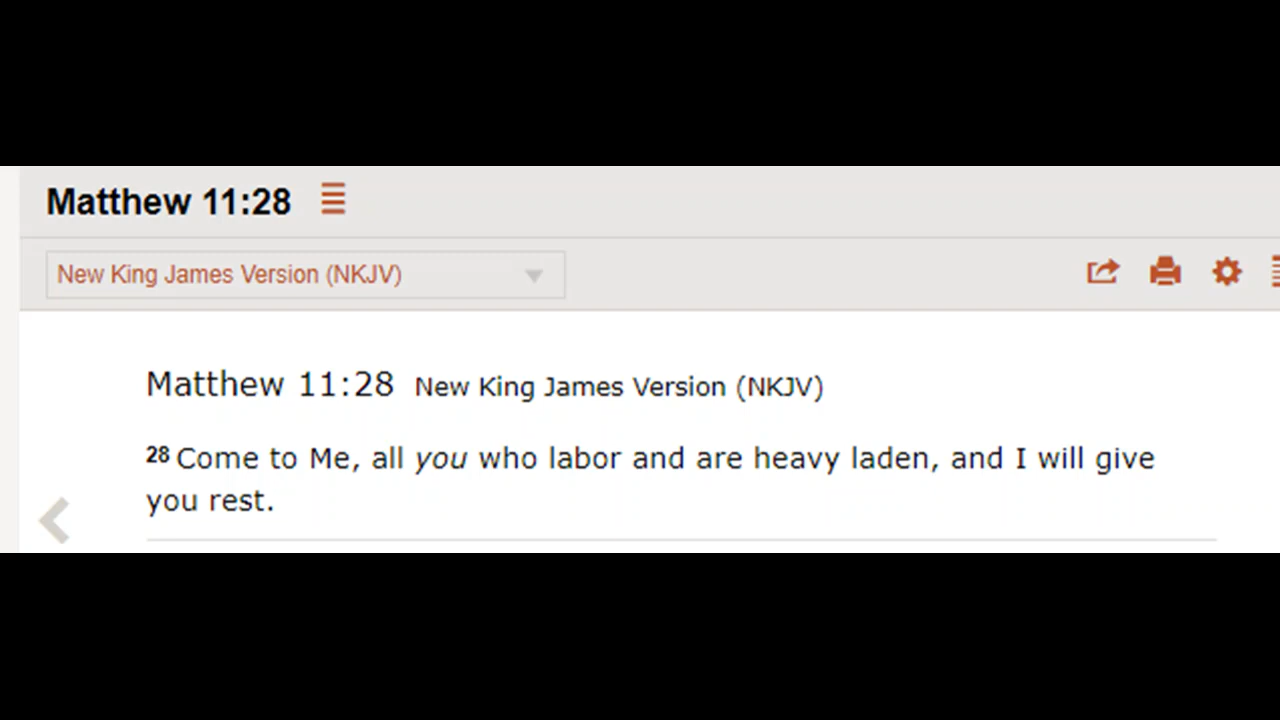 Matthew 11:28
New King James Version (NKJV)
Matthew 11:28 New King James Version (NKJV)
28 Come to Me, all you who labor and are heavy laden, and I will give
you rest.